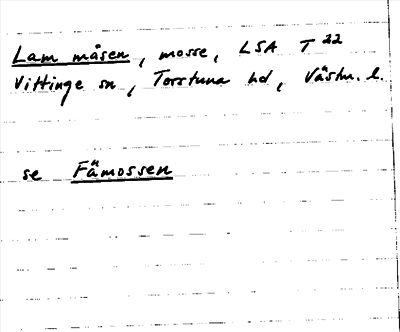 Lam måsen, mosse, LSA T 22
Vittinge sn, Torstuna hd, Västm. l.
se Fämossen